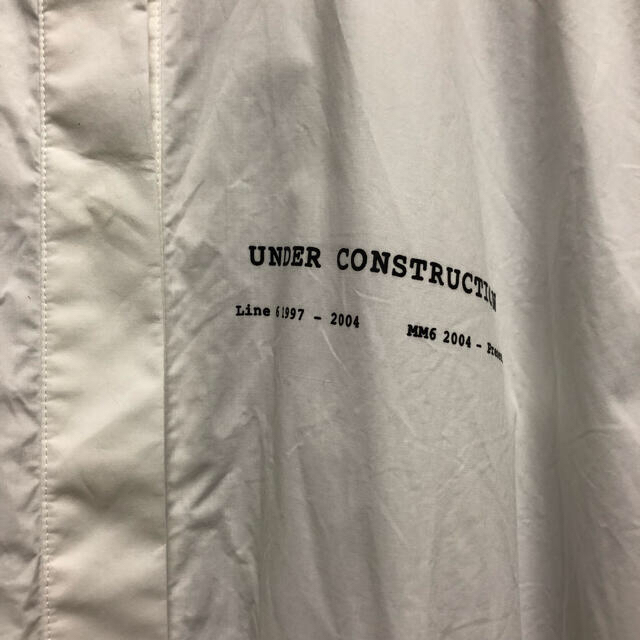 UNDER CONSTRUCTION
Line 6 1997 - 2004 MM6 2004 -